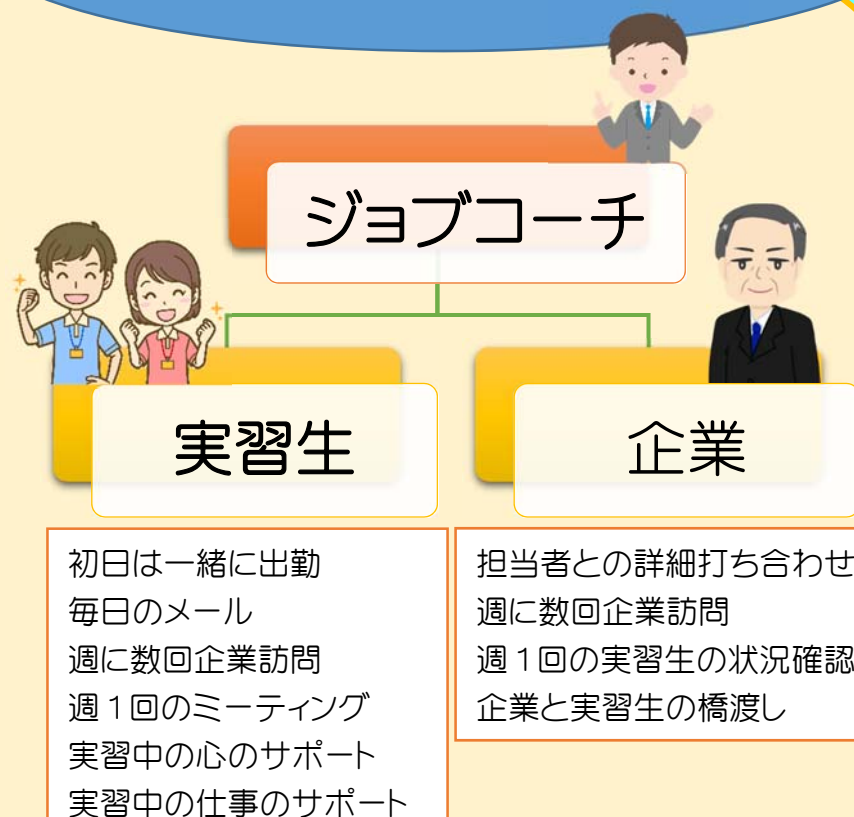 ジョブコーチ
実習生
企業
初日は一緒に出勤
毎日のメール
週に数回企業訪問
週1回のミーティング
実習中の心のサポート
実習中の仕事のサポート
担当者との詳細打ち合わせ
週に数回企業訪問
週1回の実習生の状況確認
企業と実習生の橋渡し